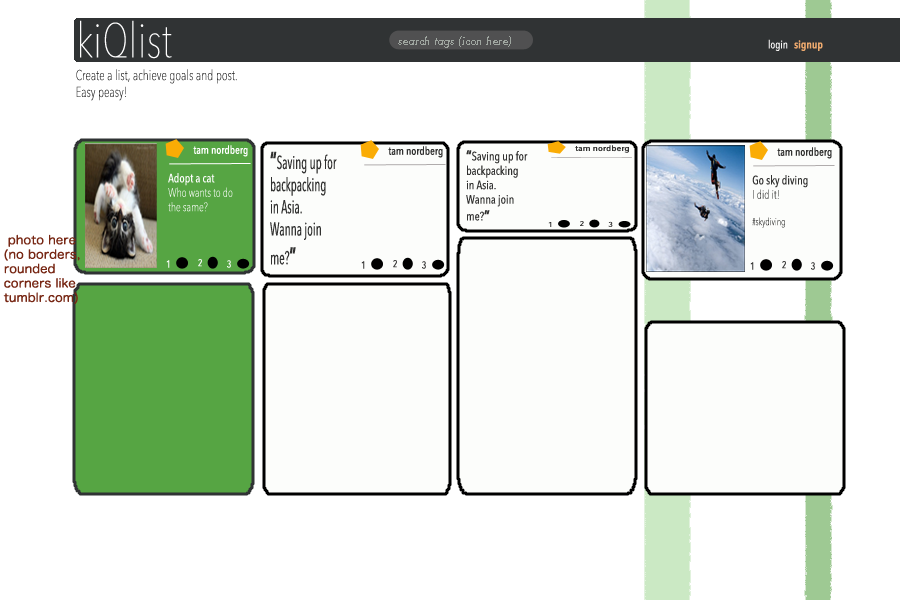 kiQlist
search tags (icon here)
login signup
Create a list, achieve goals and post.
Easy peasy!
tam nordberg
Adopt a cat
Who wants to do
the same?
1 2 3
tam nordberg
"Saving up for
backpacking
in Asia.
Wanna join
me?"
1 2 3
tam nordberg
"Saving up for
backpacking
in Asia.
Wanna join
me?"
1 2 3
tam nordberg
Go sky diving
I did it!
#skydiving
1 2 3
photo here
(no borders,
rounded
corners like
tumblr.com)